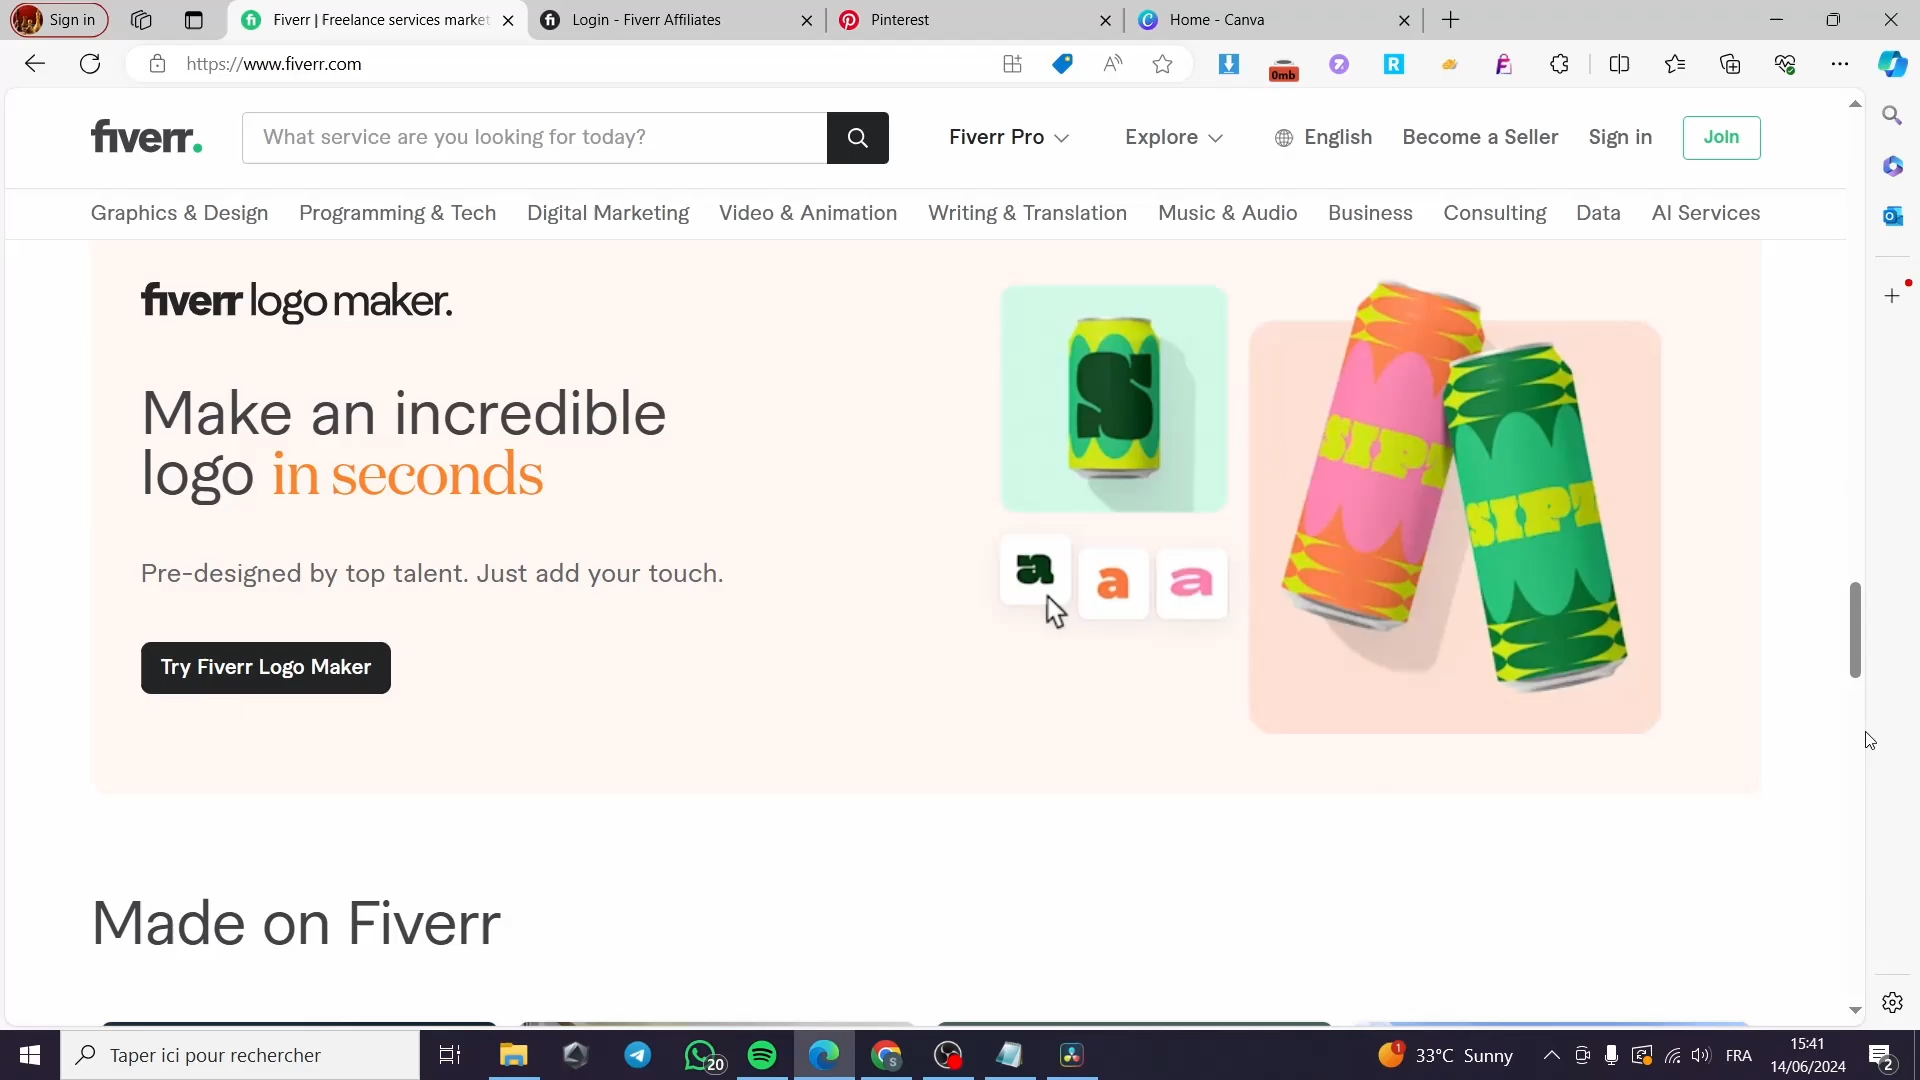 Sign in
Fiverr | Freelance services market
Login - Fiverr Affiliates
Pinterest
Home - Canva
https://www.fiverr.com
0mb
fiverr.
What service are you looking for today?
Fiverr Pro
Explore
English
Become a Seller
Sign in
Join
Graphics & Design
Programming & Tech
Digital Marketing
Video & Animation
Writing & Translation
Music & Audio
Business
Consulting
Data
AI Services
fiverr logo maker.
Make an incredible
logo in seconds
Pre-designed by top talent. Just add your touch.
Try Fiverr Logo Maker
S
a
a
a
Made on Fiverr
Taper ici pour rechercher
20
1
33°C Sunny
FRA
15:41
14/06/2024
2